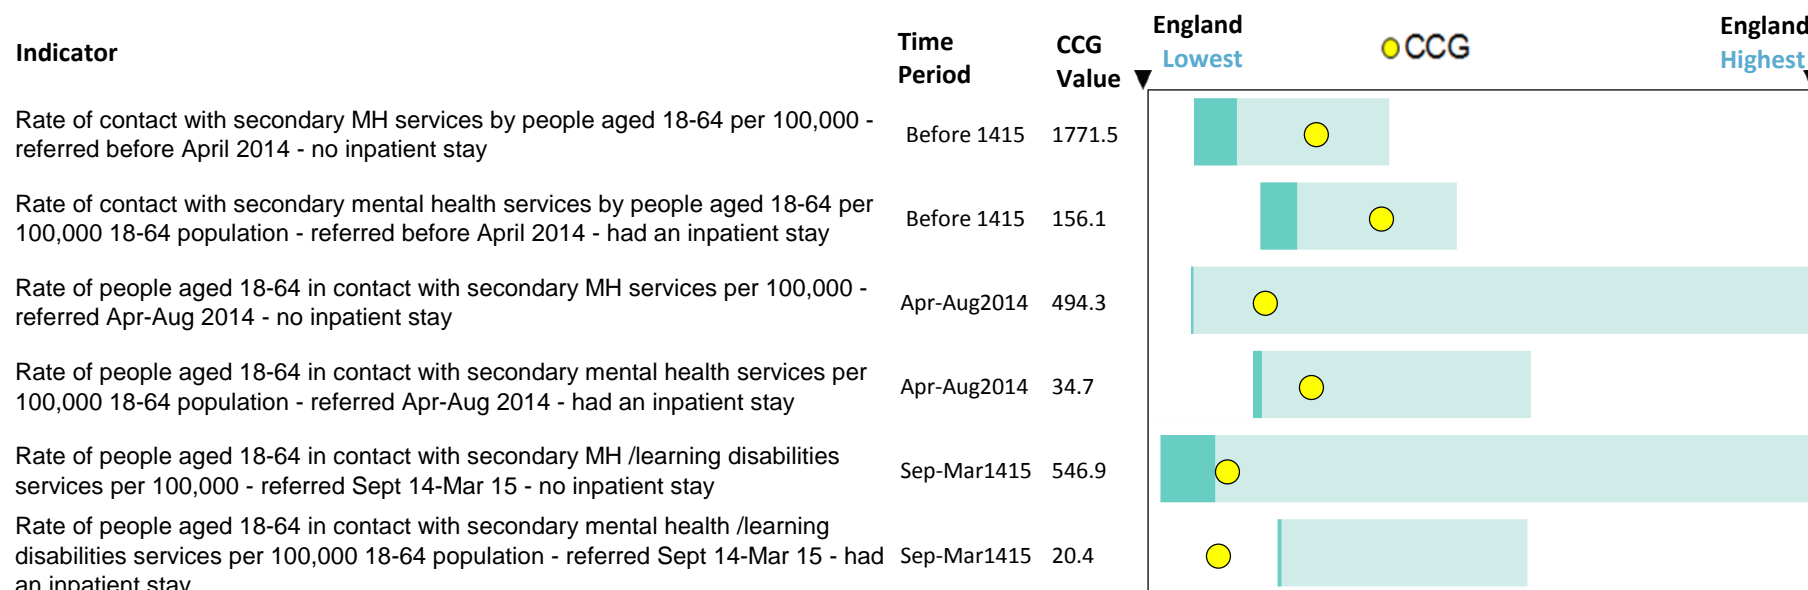 Indicator
Time
Period
CCG
Value
England
Lowest
CCG
England
Highest
Rate of contact with secondary MH services by people aged 18-64 per 100,000 -
referred before April 2014 - no inpatient stay
Before 1415 1771.5
Rate of contact with secondary mental health services by people aged 18-64 per
100,000 18-64 population - referred before April 2014 - had an inpatient stay
Before 1415 156.1
Rate of people aged 18-64 in contact with secondary MH services per 100,000 -
referred Apr-Aug 2014 - no inpatient stay
Apr-Aug2014 494.3
Rate of people aged 18-64 in contact with secondary mental health services per
100,000 18-64 population - referred Apr-Aug 2014 - had an inpatient stay
Apr-Aug2014 34.7
Rate of people aged 18-64 in contact with secondary MH /learning disabilities
services per 100,000 - referred Sept 14-Mar 15 - no inpatient stay
Sep-Mar1415 546.9
Rate of people aged 18-64 in contact with secondary mental health /learning
disabilities services per 100,000 18-64 population - referred Sept 14-Mar 15 - had
an inpatient stay
Sep-Mar1415 20.4